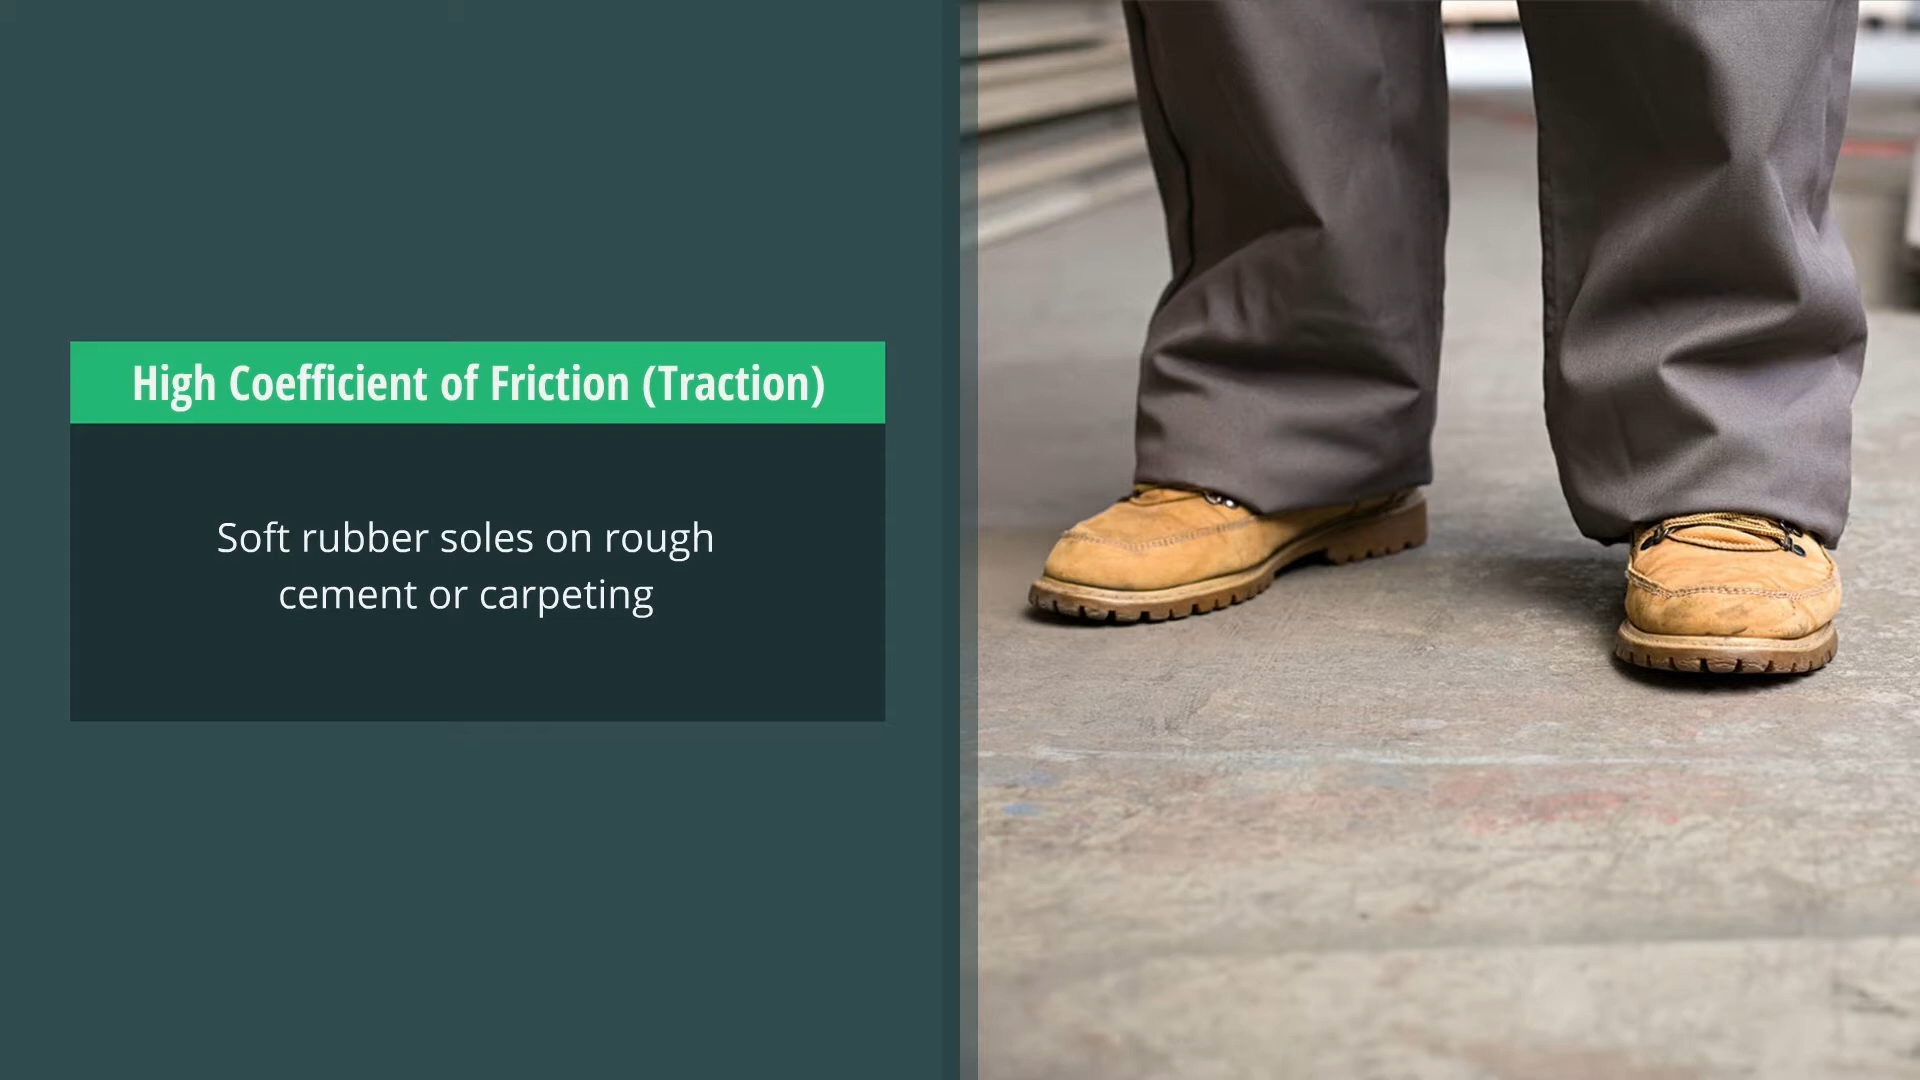 High Coefficient of Friction (Traction)
Soft rubber soles on rough
cement or carpeting